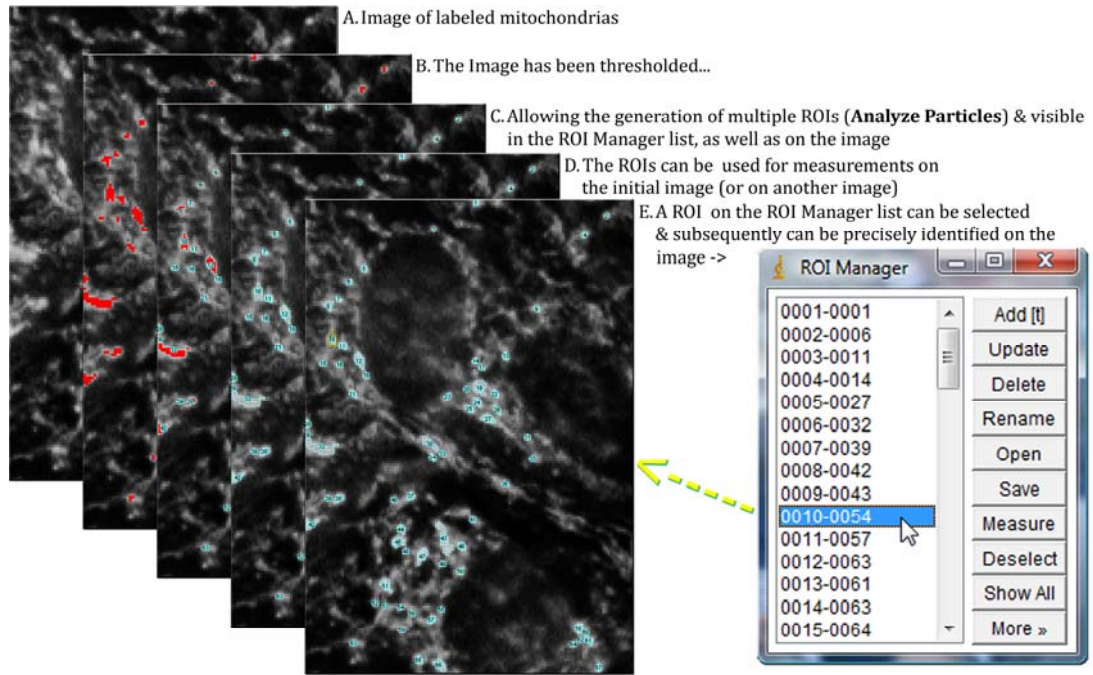 A. Image of labeled mitochondrias
B. The Image has been thresholded...
C. Allowing the generation of multiple ROIs (Analyze Particles) & visible
in the ROI Manager list, as well as on the image
D. The ROIs can be used for measurements on
the initial image (or on another image)
E. A ROI on the ROI Manager list can be selected
& subsequently can be precisely identified on the
image ->
ROI Manager
0001-0001
0002-0006
0003-0011
0004-0014
0005-0027
0006-0032
0007-0039
0008-0042
0009-0043
0010-0054
0011-0057
0012-0063
0013-0061
0014-0063
0015-0064
Add [t]
Update
Delete
Rename
Open
Save
Measure
Deselect
Show All
More »